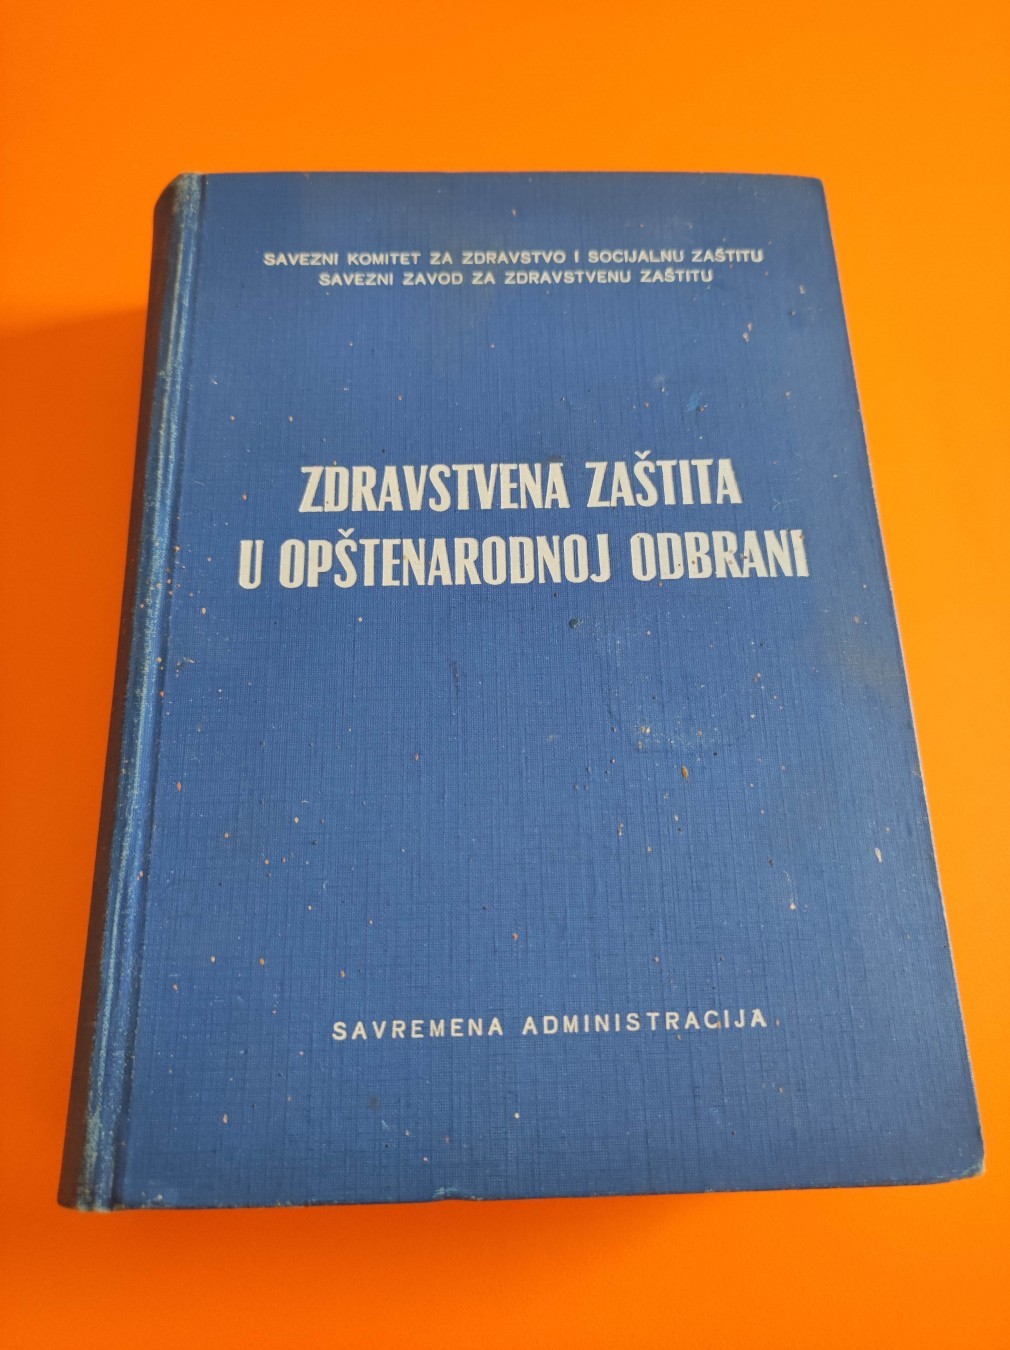 SAVEZNI KOMITET ZA ZDRAVSTVO I SOCIJALNU ZAŠTITU
SAVEZNI ZAVOD ZA ZDRAVSTVENU ZAŠTITU
ZDRAVSTVENA ZAŠTITA
U OPŠTENARODNOJ ODBRANI
SAVREMENA ADMINISTRACIJA